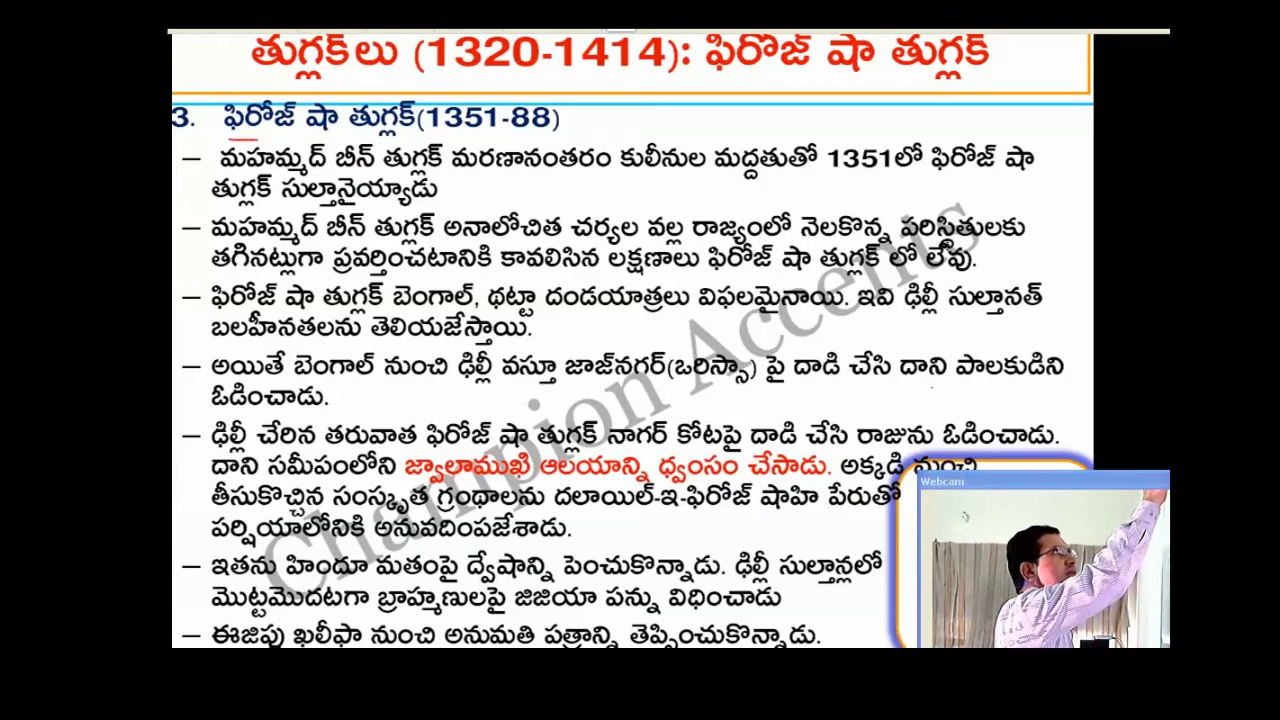 తుగ్లక్‌లు (1320-1414): ఫిరోజ్ షా తుగ్లక్
3. ఫిరోజ్ షా తుగ్లక్(1351-88)
– మహమ్మద్ బీన్ తుగ్లక్ మరణానంతరం కులీనుల మద్దతుతో 1351లో ఫిరోజ్ షా
తుగ్లక్ సుల్తానైయ్యాడు
– మహమ్మద్ బీన్ తుగ్లక్ అనాలోచిత చర్యల వల్ల రాజ్యంలో నెలకొన్న పరిస్థితులకు
తగినట్లుగా ప్రవర్తించటానికి కావలిసిన లక్షణాలు ఫిరోజ్ షా తుగ్లక్ లో లేవు.
– ఫిరోజ్ షా తుగ్లక్ బెంగాల్, థట్టా దండయాత్రలు విఫలమైనాయి. ఇవి ఢిల్లీ సుల్తానత్
బలహీనతలను తెలియజేస్తాయి.
– అయితే బెంగాల్ నుంచి ఢిల్లీ వస్తూ జాజ్‌నగర్(ఒరిస్సా) పై దాడి చేసి దాని పాలకుడిని
ఓడించాడు.
– ఢిల్లీ చేరిన తరువాత ఫిరోజ్ షా తుగ్లక్ నాగర్ కోటపై దాడి చేసి రాజును ఓడించాడు.
దాని సమీపంలోని జ్వాలాముఖి ఆలయాన్ని ధ్వంసం చేసాడు. అక్కడి నుంచి
తీసుకొచ్చిన సంస్కృత గ్రంథాలను దలాయిల్-ఇ-ఫిరోజ్ షాహి పేరుతో
పర్షియాలోనికి అనువదింపజేశాడు.
– ఇతను హిందూ మతంపై ద్వేషాన్ని పెంచుకొన్నాడు. ఢిల్లీ సుల్తాన్లలో
మొట్టమొదటగా బ్రాహ్మణులపై జిజియా పన్ను విధించాడు
– ఈజిప్టు ఖలీఫా నుంచి అనుమతి పత్రాన్ని తెప్పించుకొన్నాడు.
Champion Accents
Webcam